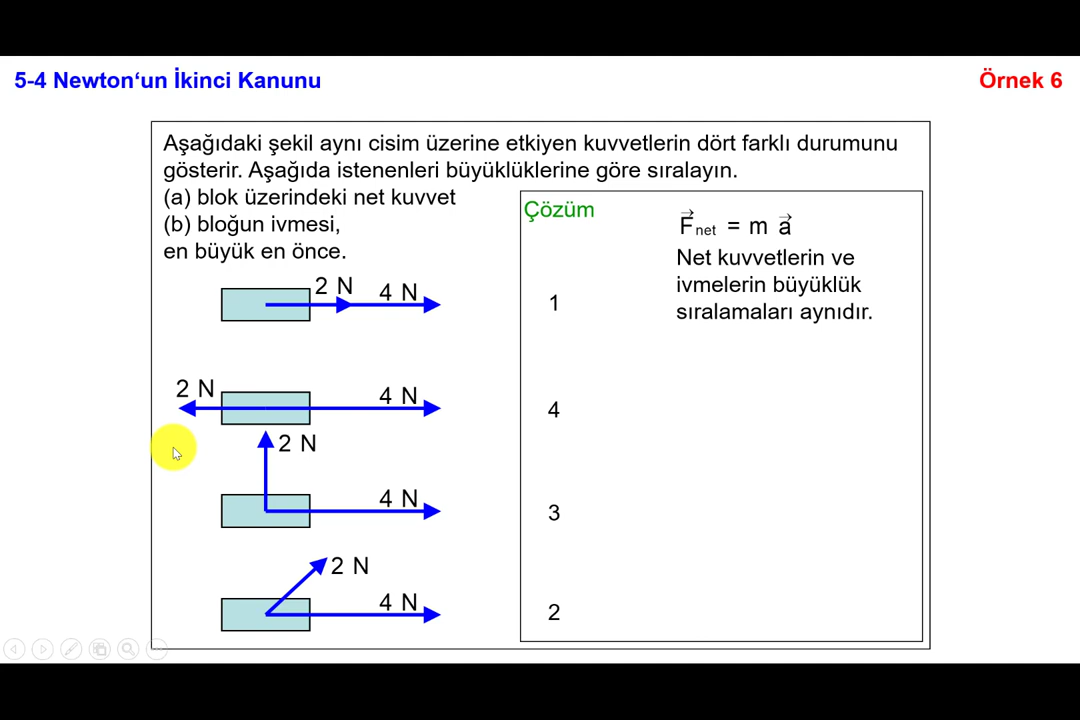 5-4 Newton‘un İkinci Kanunu
Örnek 6
Aşağıdaki şekil aynı cisim üzerine etkiyen kuvvetlerin dört farklı durumunu
gösterir. Aşağıda istenenleri büyüklüklerine göre sıralayın.
(a) blok üzerindeki net kuvvet
(b) bloğun ivmesi,
en büyük en önce.
2 N
4 N
2 N
4 N
2 N
4 N
2 N
4 N
Çözüm
F⃗net = m a⃗
Net kuvvetlerin ve
ivmelerin büyüklük
sıralamaları aynıdır.
1
4
3
2